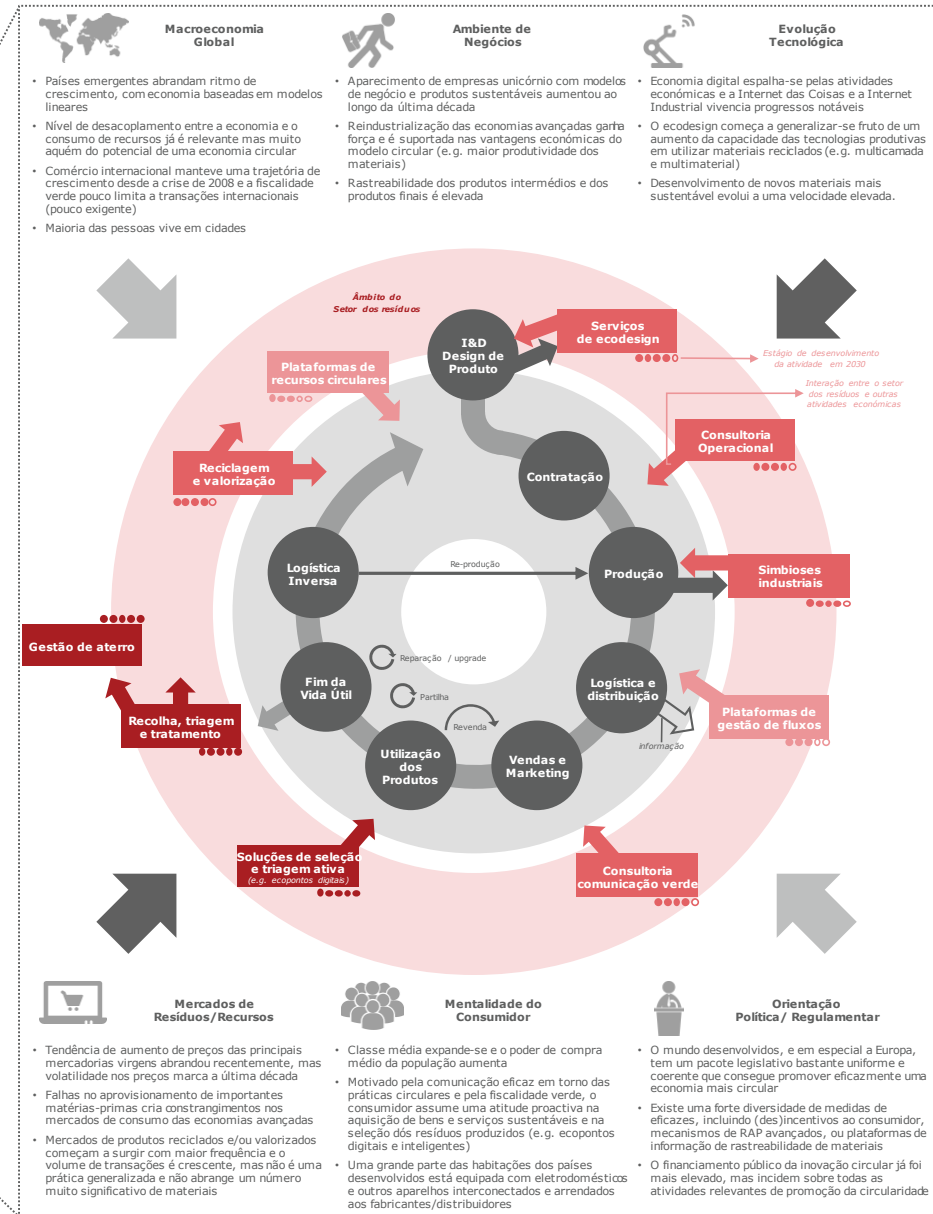 Macroeconomia
Global
• Países emergentes abrandam ritmo de
crescimento, com economia baseadas em modelos
lineares
• Nível de desacoplamento entre a economia e o
consumo de recursos já é relevante mas muito
aquém do potencial de uma economia circular
• Comércio internacional manteve uma trajetória de
crescimento desde a crise de 2008 e a fiscalidade
verde pouco limita a transações internacionais
(pouco exigente)
• Maioria das pessoas vive em cidades
Ambiente de
Negócios
• Aparecimento de empresas unicórnio com modelos
de negócio e produtos sustentáveis aumentou ao
longo da última década
• Reindustrialização das economias avançadas ganha
força e é suportada nas vantagens económicas do
modelo circular (e.g. maior produtividade dos
materiais)
• Rastreabilidade dos produtos intermédios e dos
produtos finais é elevada
Evolução
Tecnológica
• Economia digital espalha-se pelas atividades
económicas e a Internet das Coisas e a Internet
Industrial vivencia progressos notáveis
• O ecodesign começa a generalizar-se fruto de um
aumento da capacidade das tecnologias produtivas
em utilizar materiais reciclados (e.g. multicamada
e multimaterial)
• Desenvolvimento de novos materiais mais
sustentável evolui a uma velocidade elevada.
Âmbito do
Setor dos resíduos
I&D
Design de
Produto
Serviços
de ecodesign
Estágio de desenvolvimento
da atividade em 2030
Interação entre o setor
dos resíduos e outras
atividades económicas
Plataformas de
recursos circulares
Consultoria
Operacional
Reciclagem
e valorização
Contratação
Logística
Inversa
Re-produção
Produção
Simbioses
industriais
Gestão de aterro
Reparação / upgrade
Fim da
Vida Útil
Partilha
Logística e
distribuição
Recolha, triagem
e tratamento
Revenda
informação
Plataformas de
gestão de fluxos
Utilização
dos
Produtos
Vendas e
Marketing
Soluções de seleção
e triagem ativa
(e.g. ecopontos digitais)
Consultoria
comunicação verde
Mercados de
Resíduos/Recursos
• Tendência de aumento de preços das principais
mercadorias virgens abrandou recentemente, mas
volatilidade nos preços marca a última década
• Falhas no aprovisionamento de importantes
matérias-primas cria constrangimentos nos
mercados de consumo das economias avançadas
• Mercados de produtos reciclados e/ou valorizados
começam a surgir com maior frequência e o
volume de transações é crescente, mas não é uma
prática generalizada e não abrange um número
muito significativo de materiais
Mentalidade do
Consumidor
• Classe média expande-se e o poder de compra
médio da população aumenta
• Motivado pela comunicação eficaz em torno das
práticas circulares e pela fiscalidade verde, o
consumidor assume uma atitude proactiva na
aquisição de bens e serviços sustentáveis e na
seleção dós resíduos produzidos (e.g. ecopontos
digitais e inteligentes)
• Uma grande parte das habitações dos países
desenvolvidos está equipada com eletrodomésticos
e outros aparelhos interconectados e arrendados
aos fabricantes/distribuidores
Orientação
Política/ Regulamentar
• O mundo desenvolvidos, e em especial a Europa,
tem um pacote legislativo bastante uniforme e
coerente que consegue promover eficazmente uma
economia mais circular
• Existe uma forte diversidade de medidas de
eficazes, incluindo (des)incentivos ao consumidor,
mecanismos de RAP avançados, ou plataformas de
informação de rastreabilidade de materiais
• O financiamento público da inovação circular já foi
mais elevado, mas incidem sobre todas as
atividades relevantes de promoção da circularidade